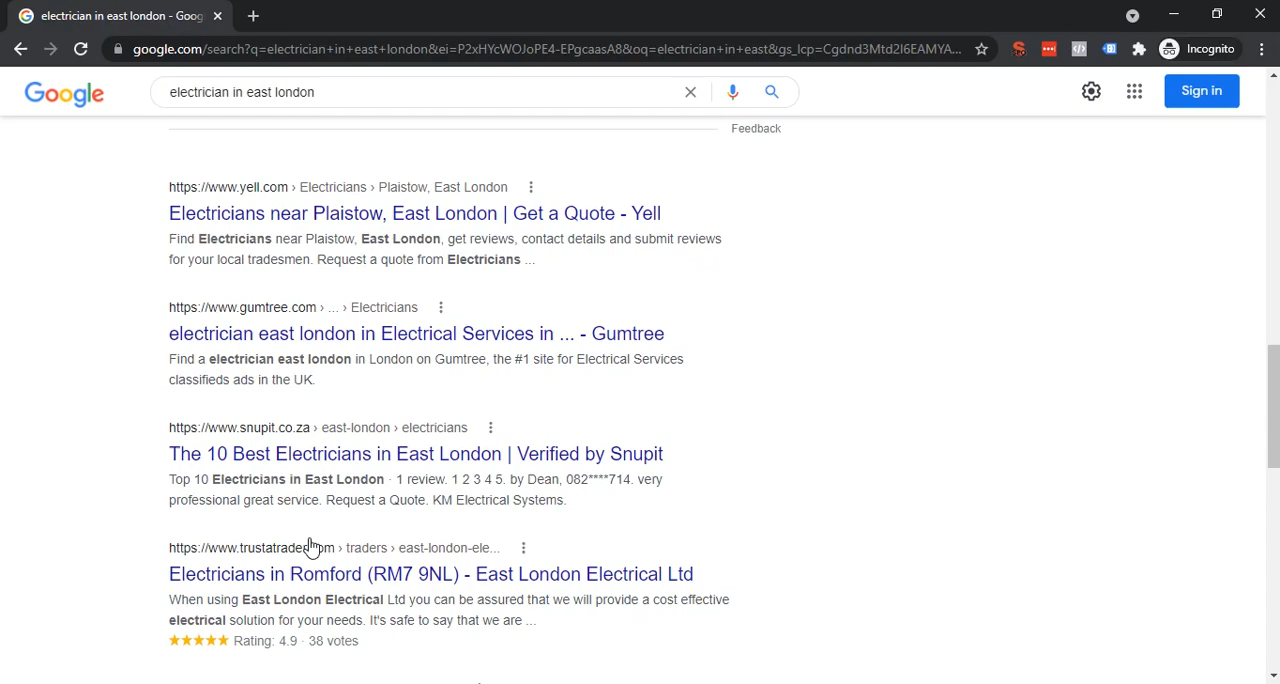 electrician in east london - Goog
google.com/search?q=electrician+in+east+london&ei=P2xHYcWOJoPE4-EPgcaasA8&oq=electrician+in+east&gs_lcp=Cgdnd3Mtd2l6EAMYA...
Incognito
Google
electrician in east london
Sign in
Feedback
https://www.yell.com › Electricians › Plaistow, East London
Electricians near Plaistow, East London | Get a Quote - Yell
Find Electricians near Plaistow, East London, get reviews, contact details and submit reviews
for your local tradesmen. Request a quote from Electricians ...
https://www.gumtree.com › ... › Electricians
electrician east london in Electrical Services in ... - Gumtree
Find a electrician east london in London on Gumtree, the #1 site for Electrical Services
classifieds ads in the UK.
https://www.snupit.co.za › east-london › electricians
The 10 Best Electricians in East London | Verified by Snupit
Top 10 Electricians in East London · 1 review. 1 2 3 4 5. by Dean, 082****714. very
professional great service. Request a Quote. KM Electrical Systems.
https://www.trustatrader.com › traders › east-london-ele...
Electricians in Romford (RM7 9NL) - East London Electrical Ltd
When using East London Electrical Ltd you can be assured that we will provide a cost effective
electrical solution for your needs. It's safe to say that we are ...
Rating: 4.9 · 38 votes